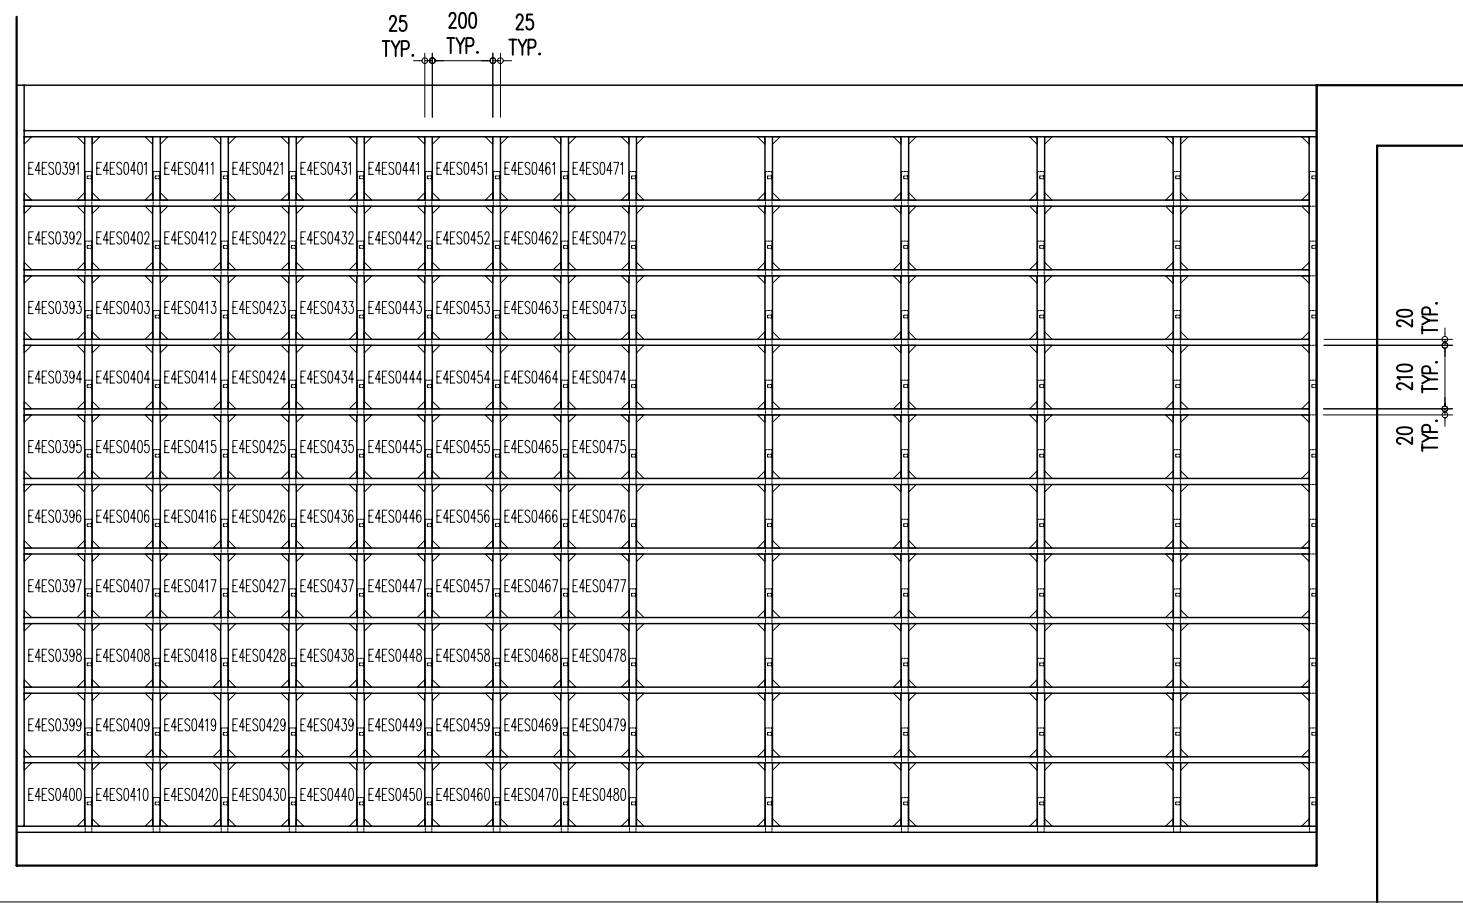 25 200 25
TYP. TYP. TYP.
E4ES0391 E4ES0401 E4ES0411 E4ES0421 E4ES0431 E4ES0441 E4ES0451 E4ES0461 E4ES0471
E4ES0392 E4ES0402 E4ES0412 E4ES0422 E4ES0432 E4ES0442 E4ES0452 E4ES0462 E4ES0472
E4ES0393 E4ES0403 E4ES0413 E4ES0423 E4ES0433 E4ES0443 E4ES0453 E4ES0463 E4ES0473
E4ES0394 E4ES0404 E4ES0414 E4ES0424 E4ES0434 E4ES0444 E4ES0454 E4ES0464 E4ES0474
E4ES0395 E4ES0405 E4ES0415 E4ES0425 E4ES0435 E4ES0445 E4ES0455 E4ES0465 E4ES0475
E4ES0396 E4ES0406 E4ES0416 E4ES0426 E4ES0436 E4ES0446 E4ES0456 E4ES0466 E4ES0476
E4ES0397 E4ES0407 E4ES0417 E4ES0427 E4ES0437 E4ES0447 E4ES0457 E4ES0467 E4ES0477
E4ES0398 E4ES0408 E4ES0418 E4ES0428 E4ES0438 E4ES0448 E4ES0458 E4ES0468 E4ES0478
E4ES0399 E4ES0409 E4ES0419 E4ES0429 E4ES0439 E4ES0449 E4ES0459 E4ES0469 E4ES0479
E4ES0400 E4ES0410 E4ES0420 E4ES0430 E4ES0440 E4ES0450 E4ES0460 E4ES0470 E4ES0480
20
TYP.
210
TYP.
20
TYP.